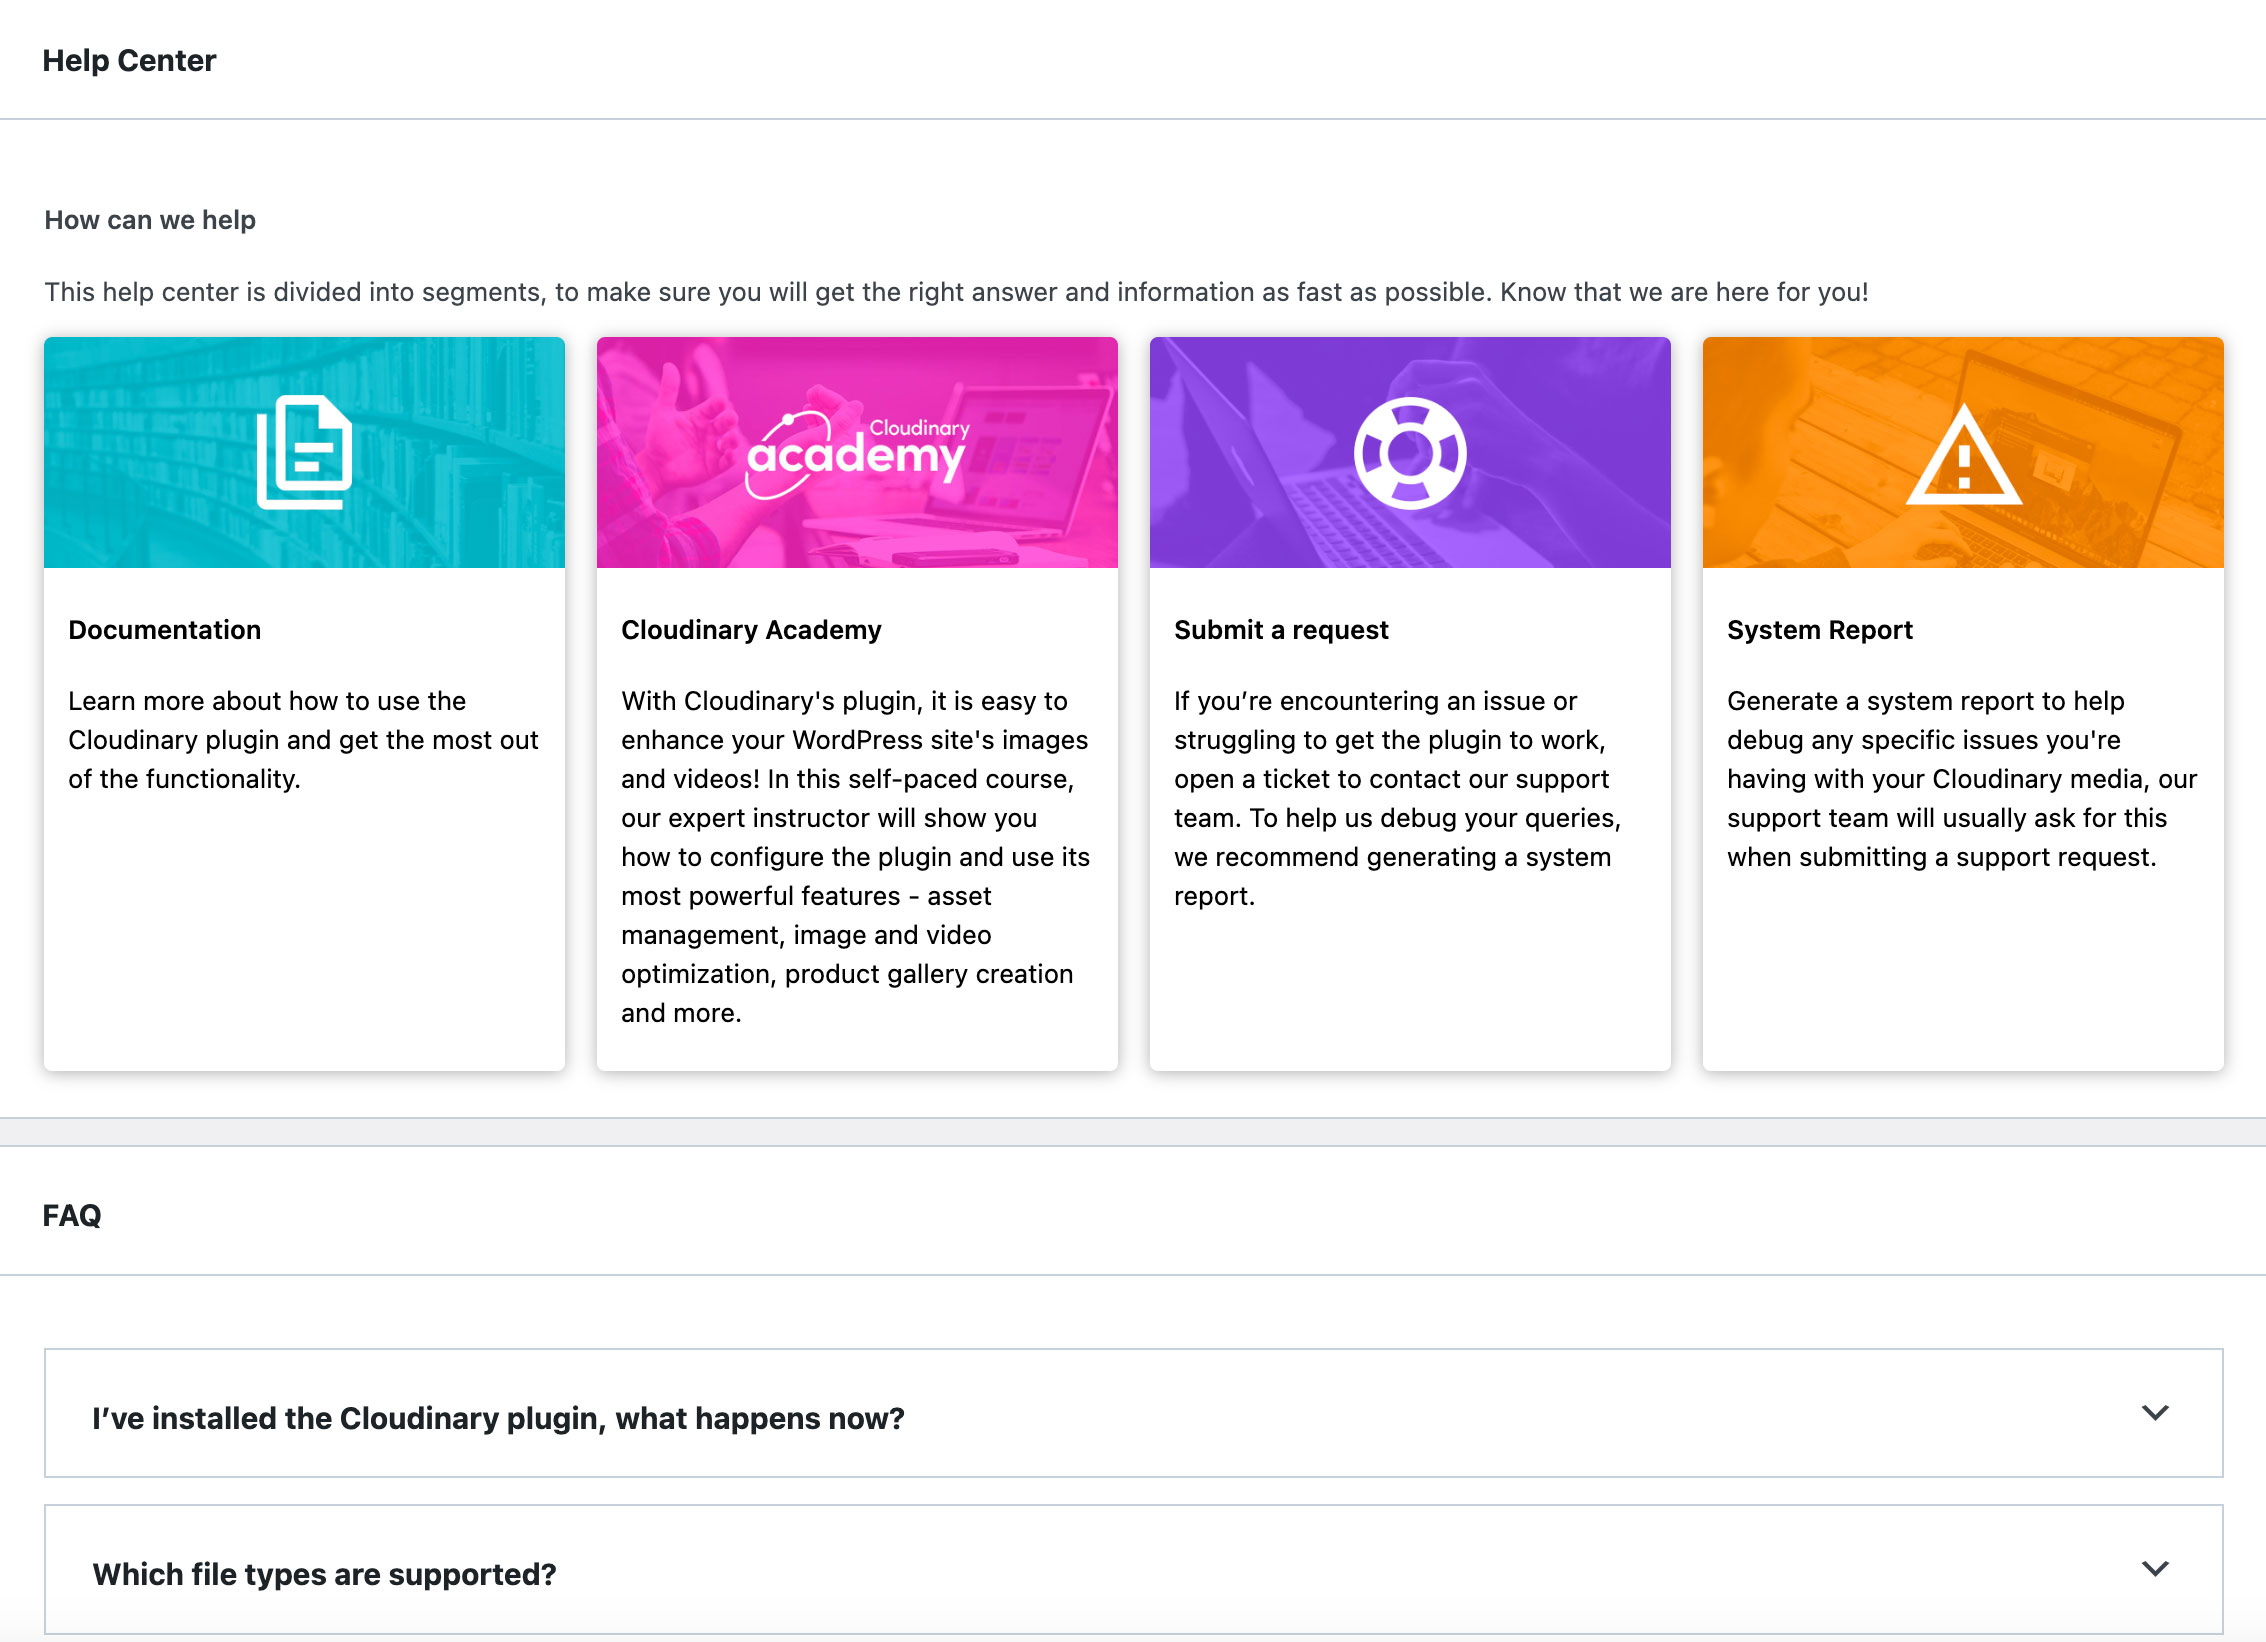 Help Center
How can we help
This help center is divided into segments, to make sure you will get the right answer and information as fast as possible. Know that we are here for you!
Cloudinary
academy
Documentation
Learn more about how to use the
Cloudinary plugin and get the most out
of the functionality.
Cloudinary Academy
With Cloudinary's plugin, it is easy to
enhance your WordPress site's images
and videos! In this self-paced course,
our expert instructor will show you
how to configure the plugin and use its
most powerful features - asset
management, image and video
optimization, product gallery creation
and more.
Submit a request
If you’re encountering an issue or
struggling to get the plugin to work,
open a ticket to contact our support
team. To help us debug your queries,
we recommend generating a system
report.
System Report
Generate a system report to help
debug any specific issues you're
having with your Cloudinary media, our
support team will usually ask for this
when submitting a support request.
FAQ
I’ve installed the Cloudinary plugin, what happens now?
Which file types are supported?